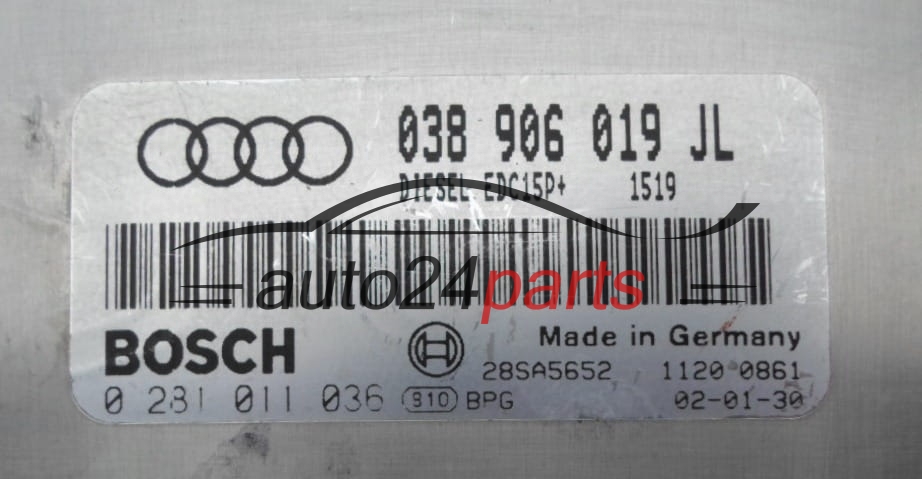 038 906 019 JL
DIESEL EDC15P+ 1519
auto24parts
BOSCH
Made in Germany
28SA5652 1120 0861
0 281 011 036 S10 BPG 02-01-30